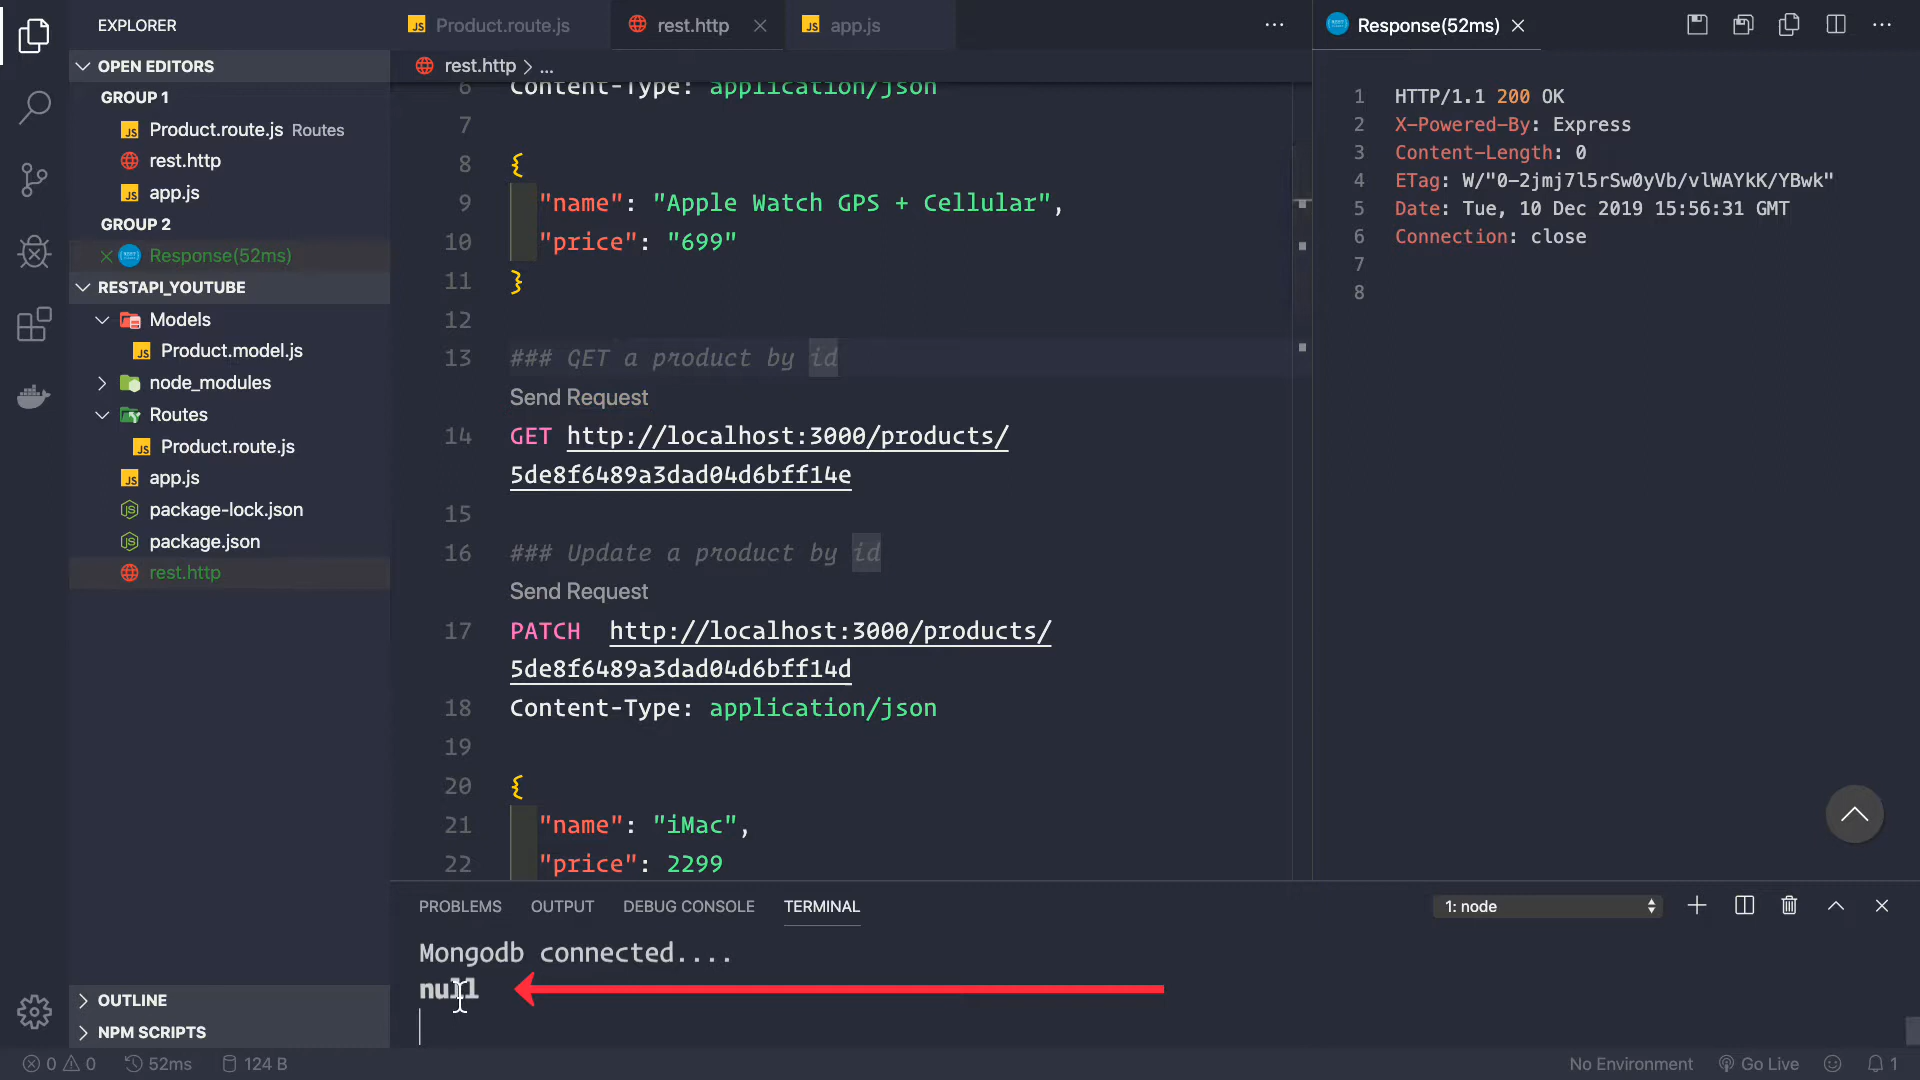 EXPLORER
OPEN EDITORS
GROUP 1
Product.route.js Routes
rest.http
app.js
GROUP 2
Response(52ms)
RESTAPI_YOUTUBE
Models
Product.model.js
node_modules
Routes
Product.route.js
app.js
package-lock.json
package.json
rest.http
OUTLINE
NPM SCRIPTS
Product.route.js
rest.http
app.js
rest.http > ...
6 Content-Type: application/json
7
8 {
9 "name": "Apple Watch GPS + Cellular",
10 "price": "699"
11 }
12
13 ### GET a product by id
Send Request
14 GET http://localhost:3000/products/
5de8f6489a3dad04d6bff14e
15
16 ### Update a product by id
Send Request
17 PATCH http://localhost:3000/products/
5de8f6489a3dad04d6bff14d
18 Content-Type: application/json
19
20 {
21 "name": "iMac",
22 "price": 2299
Response(52ms)
1 HTTP/1.1 200 OK
2 X-Powered-By: Express
3 Content-Length: 0
4 ETag: W/"0-2jmj7l5rSw0yVb/vlWAYkK/YBwk"
5 Date: Tue, 10 Dec 2019 15:56:31 GMT
6 Connection: close
7
8
PROBLEMS OUTPUT DEBUG CONSOLE TERMINAL
1: node
Mongodb connected....
null
0 0 52ms 124 B
No Environment Go Live 1